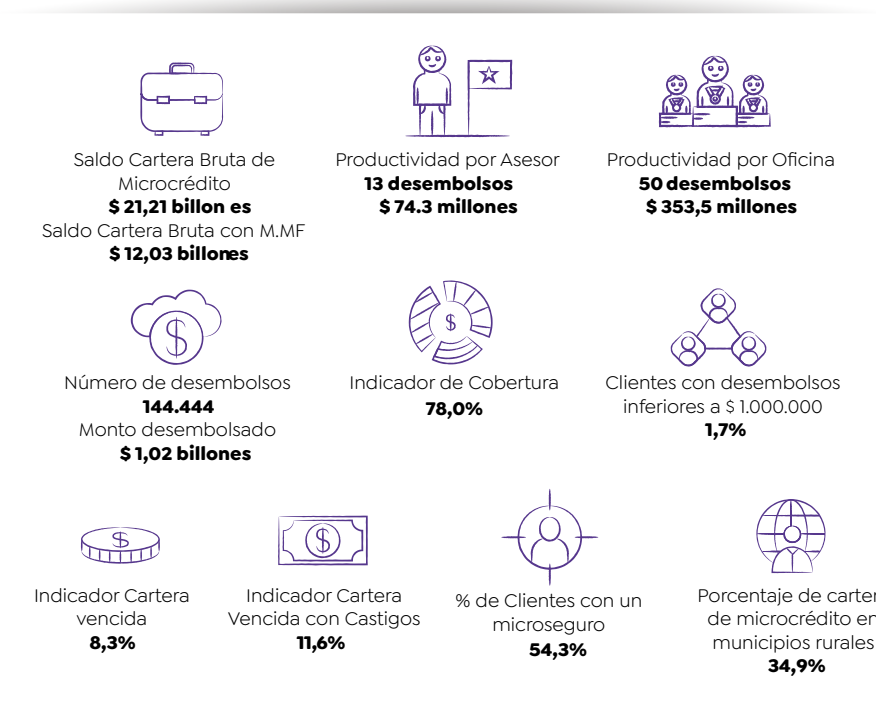 Saldo Cartera Bruta de
Microcrédito
$ 21,21 billon es
Saldo Cartera Bruta con M.MF
$ 12,03 billones
Productividad por Asesor
13 desembolsos
$ 74.3 millones
Productividad por Oficina
50 desembolsos
$ 353,5 millones
$
Número de desembolsos
144.444
Monto desembolsado
$ 1,02 billones
$
Indicador de Cobertura
78,0%
Clientes con desembolsos
inferiores a $ 1.000.000
1,7%
$
Indicador Cartera
vencida
8,3%
$
Indicador Cartera
Vencida con Castigos
11,6%
% de Clientes con un
microseguro
54,3%
Porcentaje de carter
de microcrédito en
municipios rurales
34,9%